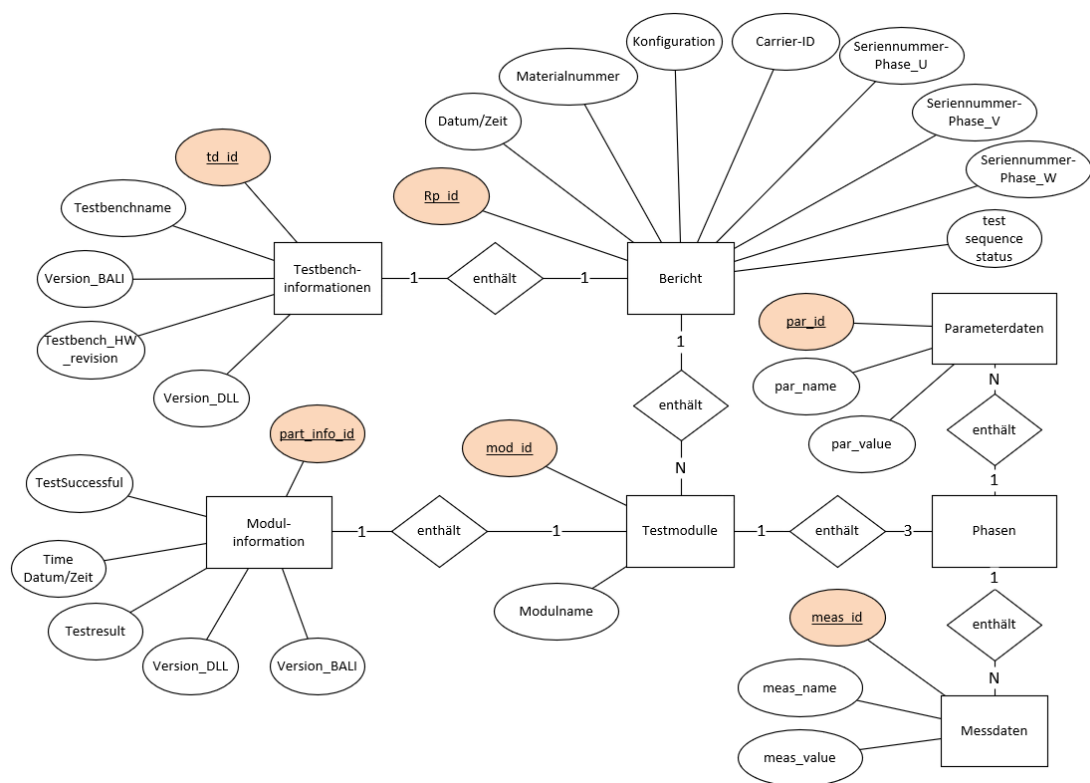 Konfiguration
Carrier-ID
Seriennummer-
Phase_U
Materialnummer
Datum/Zeit
Seriennummer-
Phase_V
td_id
Seriennummer-
Phase_W
Rp_id
Testbenchname
test
sequence
status
Version_BALI
Testbench-
informationen
1
enthält
1
Bericht
Testbench_HW
_revision
Version_DLL
1
par_id
Parameterdaten
par_name
N
enthält
enthält
par_value
part_info_id
mod_id
TestSuccessful
N
1
Modul-
information
1
enthält
1
Testmodulle
1
enthält
3
Phasen
Time
Datum/Zeit
1
Testresult
Modulname
meas_id
enthält
Version_DLL
Version_BALI
meas_name
N
Messdaten
meas_value